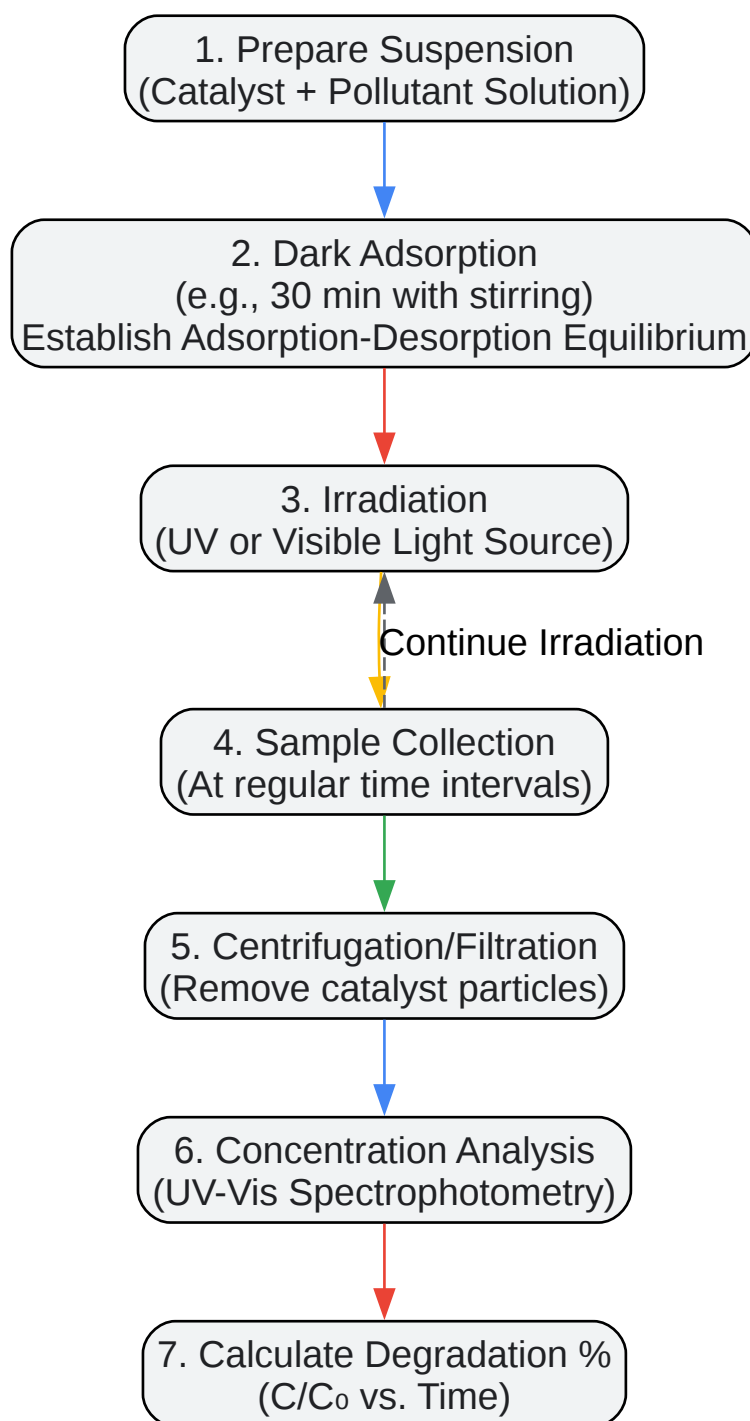 1. Prepare Suspension
(Catalyst + Pollutant Solution)
2. Dark Adsorption
(e.g., 30 min with stirring)
Establish Adsorption-Desorption Equilibrium
3. Irradiation
(UV or Visible Light Source)
Continue Irradiation
4. Sample Collection
(At regular time intervals)
5. Centrifugation/Filtration
(Remove catalyst particles)
6. Concentration Analysis
(UV-Vis Spectrophotometry)
7. Calculate Degradation %
(C/C₀ vs. Time)